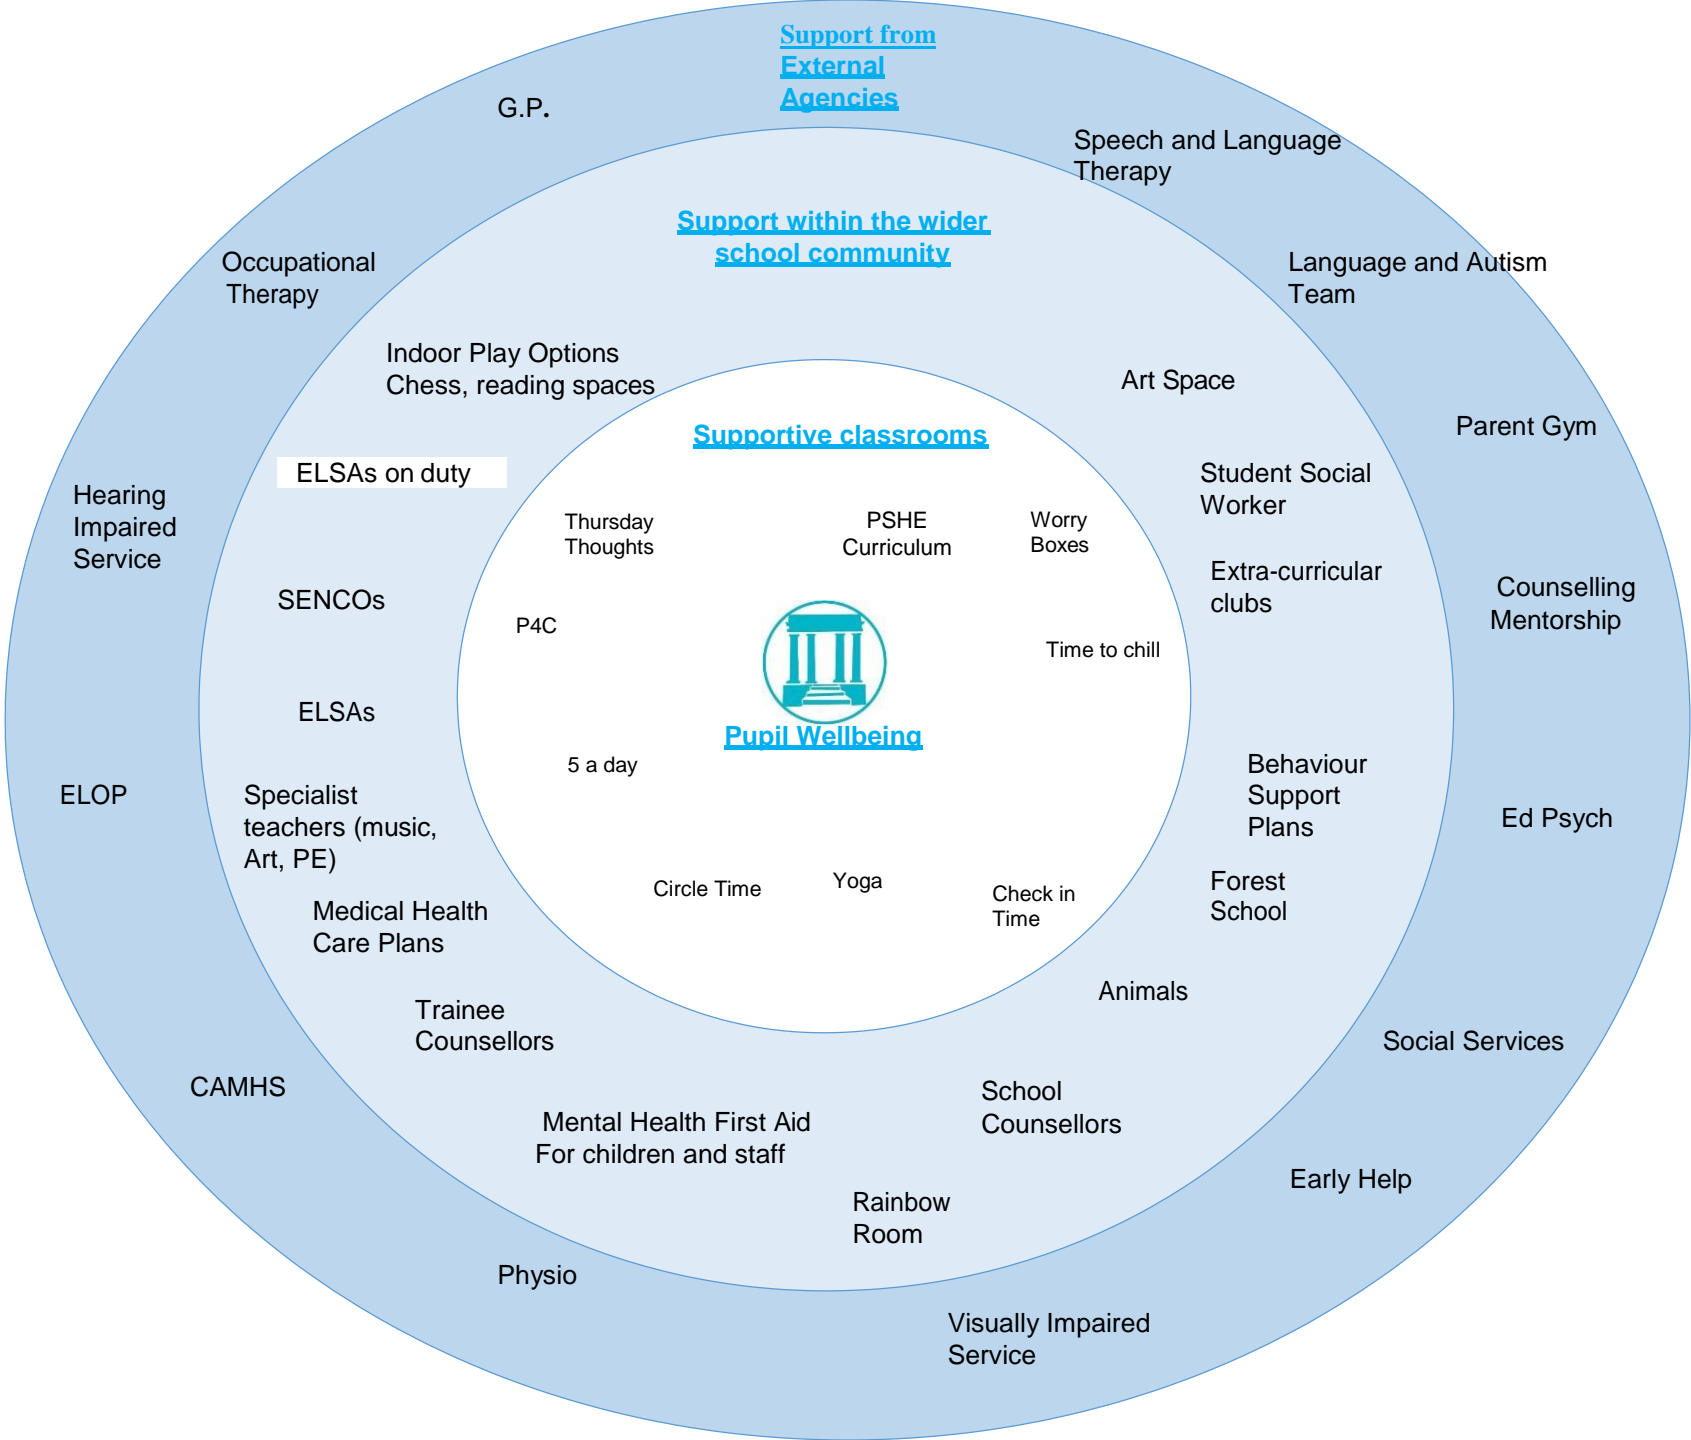 Support from
External
Agencies
G.P.
Speech and Language
Therapy
Support within the wider
school community
Occupational
Therapy
Language and Autism
Team
Indoor Play Options
Chess, reading spaces
Art Space
Parent Gym
Supportive classrooms
ELSAs on duty
Student Social
Worker
Hearing
Impaired
Service
Thursday
Thoughts
PSHE
Curriculum
Worry
Boxes
Extra-curricular
clubs
Counselling
Mentorship
SENCOs
P4C
Time to chill
ELSAs
Pupil Wellbeing
5 a day
Behaviour
Support
Plans
ELOP
Specialist
teachers (music,
Art, PE)
Ed Psych
Circle Time
Yoga
Check in
Time
Forest
School
Medical Health
Care Plans
Animals
Trainee
Counsellors
Social Services
CAMHS
School
Counsellors
Mental Health First Aid
For children and staff
Early Help
Rainbow
Room
Physio
Visually Impaired
Service